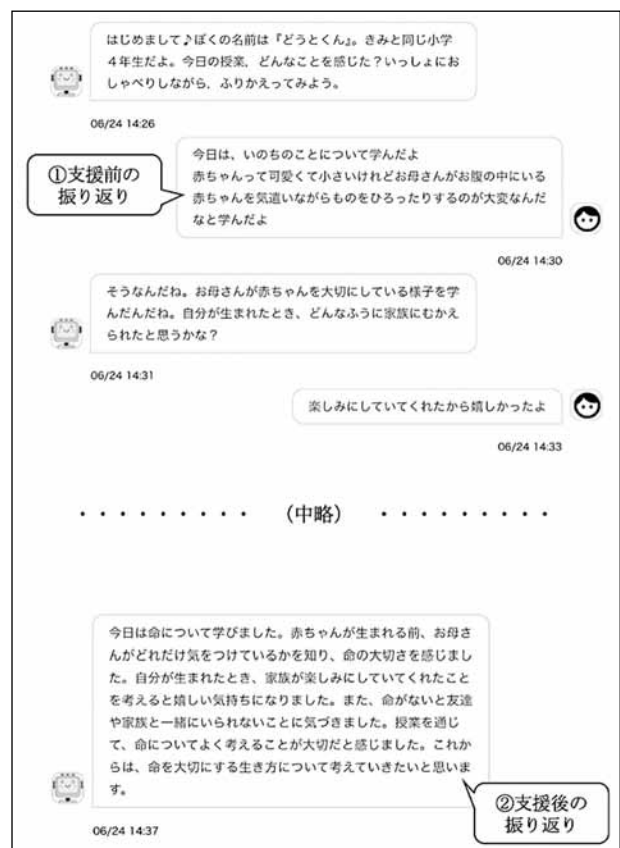 はじめまして♪ぼくの名前は『どうとくん』。きみと同じ小学
4年生だよ。今日の授業、どんなことを感じた？いっしょにお
しゃべりしながら、ふりかえってみよう。
06/24 14:26
①支援前の
振り返り
今日は、いのちのことについて学んだよ
赤ちゃんって可愛くて小さいけれどお母さんがお腹の中にいる
赤ちゃんを気遣いながらものをひろったりするのが大変なんだ
なと学んだよ
06/24 14:30
そうなんだね。お母さんが赤ちゃんを大切にしている様子を学
んだんだね。自分が生まれたとき、どんなふうに家族にむかえ
られたと思うかな？
06/24 14:31
楽しみにしていてくれたから嬉しかったよ
06/24 14:33
・・・・・・・・・ （中略） ・・・・・・・・・
今日は命について学びました。赤ちゃんが生まれる前、お母さ
んがどれだけ気をつけているかを知り、命の大切さを感じまし
た。自分が生まれたとき、家族が楽しみにしていてくれたこと
を考えると嬉しい気持ちになりました。また、命がないと友達
や家族と一緒にいられないことに気づきました。授業を通じ
て、命についてよく考えることが大切だと感じました。これか
らは、命を大切にする生き方について考えていきたいと思いま
す。
②支援後の
振り返り
06/24 14:37